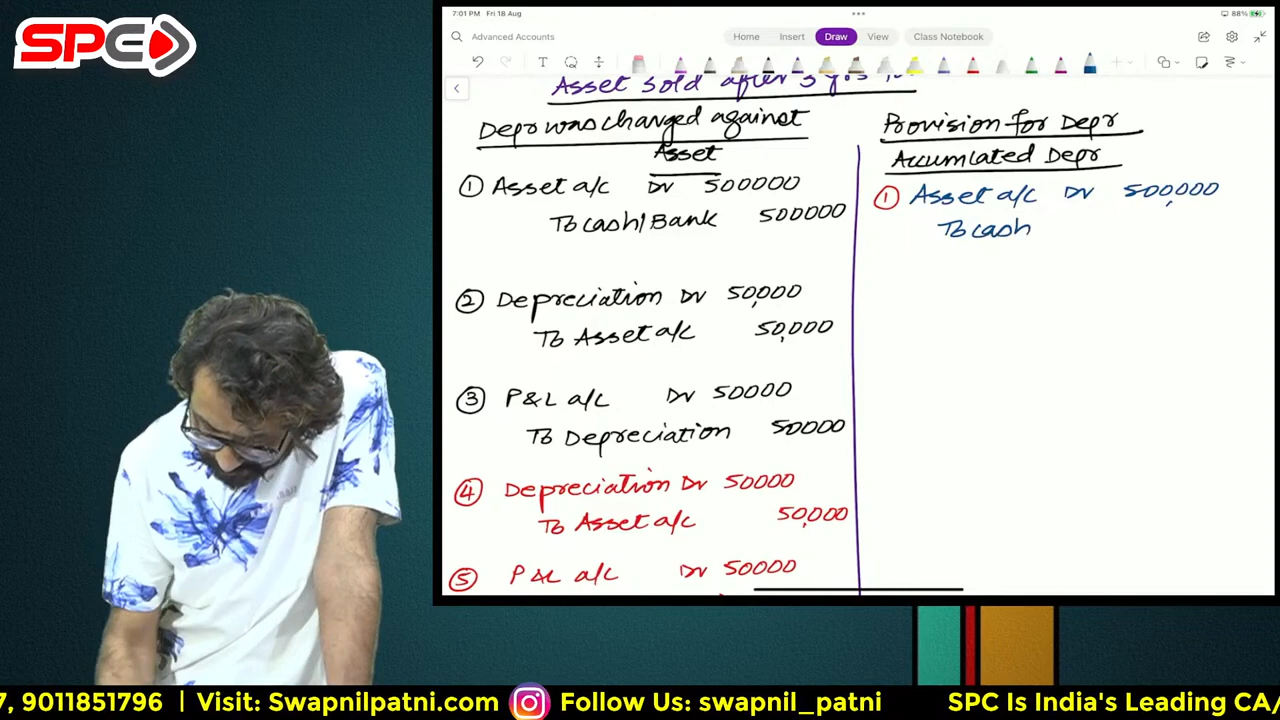 SPC
7:01 PM Fri 18 Aug
88%
Advanced Accounts
Home Insert Draw View Class Notebook
Asset sold after 3 yrs
Depr was charged against
Asset
① Asset a/c Dr 500000
To cash/Bank 500000
② Depreciation Dr 50,000
To Asset a/c 50,000
③ P&L a/c Dr 50000
To Depreciation 50000
④ Depreciation Dr 50000
To Asset a/c 50,000
⑤ P&L a/c Dr 50000
Provision for Depr
Accumlated Depr
① Asset a/c Dr 500,000
To cash
7, 9011851796 | Visit: Swapnilpatni.com Follow Us: swapnil_patni SPC Is India's Leading CA/